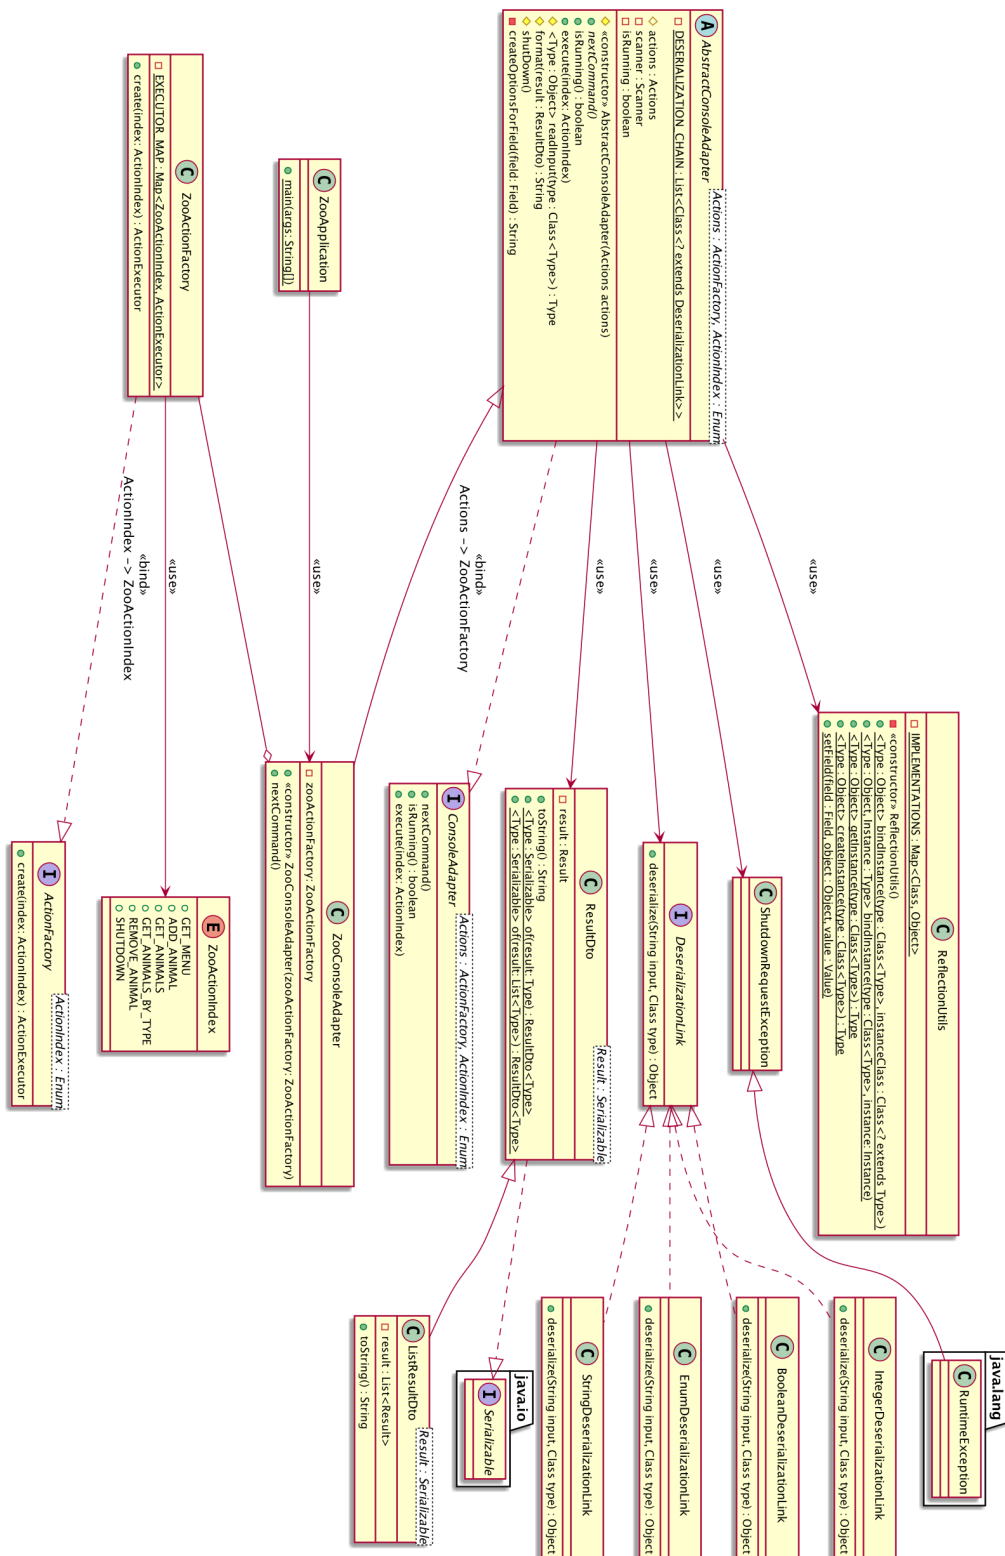 A AbstractConsoleAdapter
Actions : ActionFactory, ActionIndex : Enum
DESERIALIZATION_CHAIN : List<Class<? extends DeserializationLink>>
actions : Actions
scanner : Scanner
isRunning : boolean
«constructor» AbstractConsoleAdapter(Actions actions)
nextCommand()
isRunning() : boolean
execute(index: ActionIndex)
<Type : Object> readInput(type : Class<Type>) : Type
format(result : ResultDto) : String
shutDown()
createOptionsForField(field: Field) : String
C ZooApplication
main(args: String[])
C ZooActionFactory
EXECUTOR_MAP : Map<ZooActionIndex, ActionExecutor>
create(index: ActionIndex) : ActionExecutor
«use»
«use»
«use»
«use»
«bind»
Actions -> ZooActionFactory
«use»
«use»
«bind»
ActionIndex -> ZooActionIndex
C ReflectionUtils
IMPLEMENTATIONS : Map<Class, Object>
«constructor» ReflectionUtils()
<Type : Object> bindInstance(type : Class<Type>, instanceClass : Class<? extends Type>)
<Type : Object, Instance : Type> bindInstance(type : Class<Type>, instance: Instance)
<Type : Object> getInstance(type : Class<Type>) : Type
<Type : Object> createInstance(type : Class<Type>) : Type
setField(field : Field, object : Object, value : Value)
C ShutdownRequestException
I DeserializationLink
deserialize(String input, Class type) : Object
C ResultDto
Result : Serializable
result : Result
toString() : String
<Type : Serializable> of(result: Type) : ResultDto<Type>
<Type : Serializable> of(result: List<Type>) : ResultDto<Type>
I ConsoleAdapter
Actions : ActionFactory, ActionIndex : Enum
nextCommand()
isRunning() : boolean
execute(index: ActionIndex)
C ZooConsoleAdapter
zooActionFactory: ZooActionFactory
«constructor» ZooConsoleAdapter(zooActionFactory: ZooActionFactory)
nextCommand()
E ZooActionIndex
GET_MENU
ADD_ANIMAL
GET_ANIMALS
GET_ANIMALS_BY_TYPE
REMOVE_ANIMAL
SHUTDOWN
I ActionFactory
ActionIndex : Enum
create(index: ActionIndex) : ActionExecutor
java.lang
C RuntimeException
C IntegerDeserializationLink
deserialize(String input, Class type) : Object
C BooleanDeserializationLink
deserialize(String input, Class type) : Object
C EnumDeserializationLink
deserialize(String input, Class type) : Object
C StringDeserializationLink
deserialize(String input, Class type) : Object
java.io
I Serializable
C ListResultDto
Result : Serializable
result : List<Result>
toString() : String